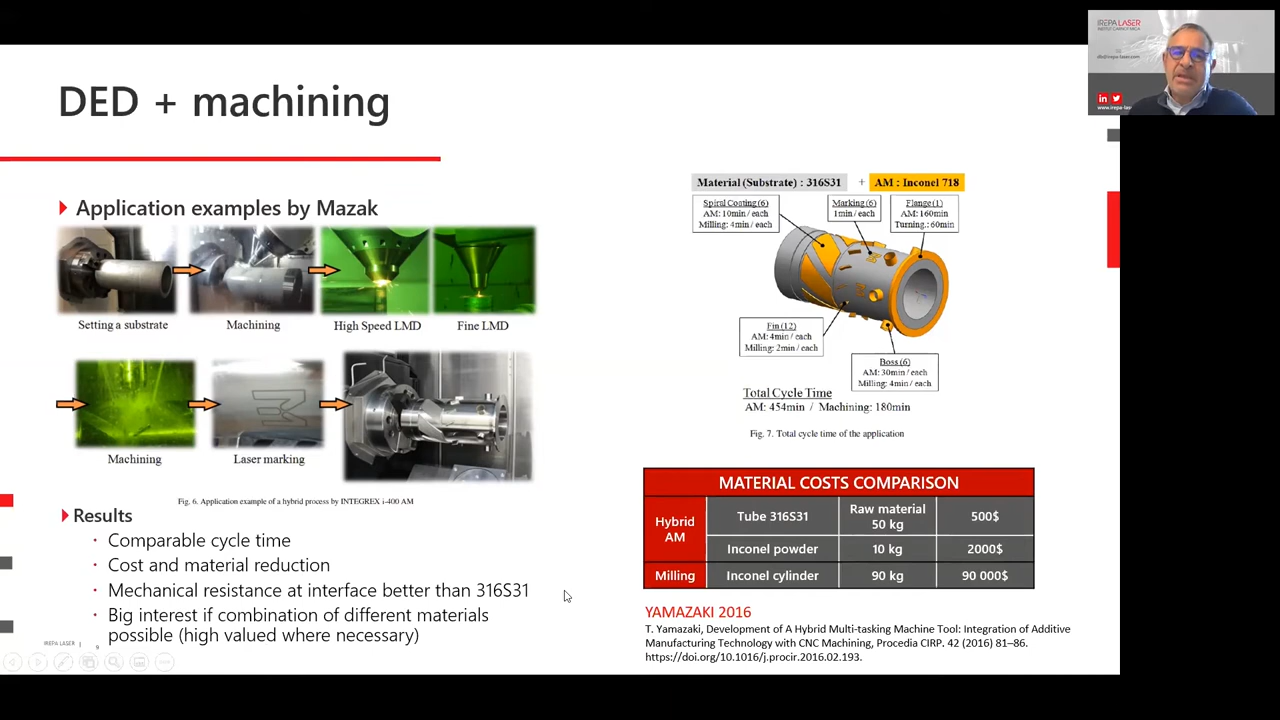 DED + machining
Application examples by Mazak
Setting a substrate
Machining
High Speed LMD
Fine LMD
Machining
Laser marking
Fig. 6. Application example of a hybrid process by INTEGREX i-400 AM
Results
· Comparable cycle time
· Cost and material reduction
· Mechanical resistance at interface better than 316S31
· Big interest if combination of different materials
possible (high valued where necessary)
IREPA LASER | 9
Material (Substrate) : 316S31 + AM : Inconel 718
Spiral Coating (6)
AM: 10min / each
Milling: 4min / each
Marking (6)
1min / each
Flange (1)
AM: 160min
Turning.: 60min
Fin (12)
AM: 4min / each
Milling: 2min / each
Boss (6)
AM: 30min / each
Milling: 4min / each
Total Cycle Time
AM: 454min / Machining: 180min
Fig. 7. Total cycle time of the application
MATERIAL COSTS COMPARISON
Hybrid AM
Tube 316S31
Raw material
50 kg
500$
Inconel powder
10 kg
2000$
Milling
Inconel cylinder
90 kg
90 000$
YAMAZAKI 2016
T. Yamazaki, Development of A Hybrid Multi-tasking Machine Tool: Integration of Additive
Manufacturing Technology with CNC Machining, Procedia CIRP. 42 (2016) 81–86.
https://doi.org/10.1016/j.procir.2016.02.193.
IREPA LASER
INSTITUT CARNOT MICA
in